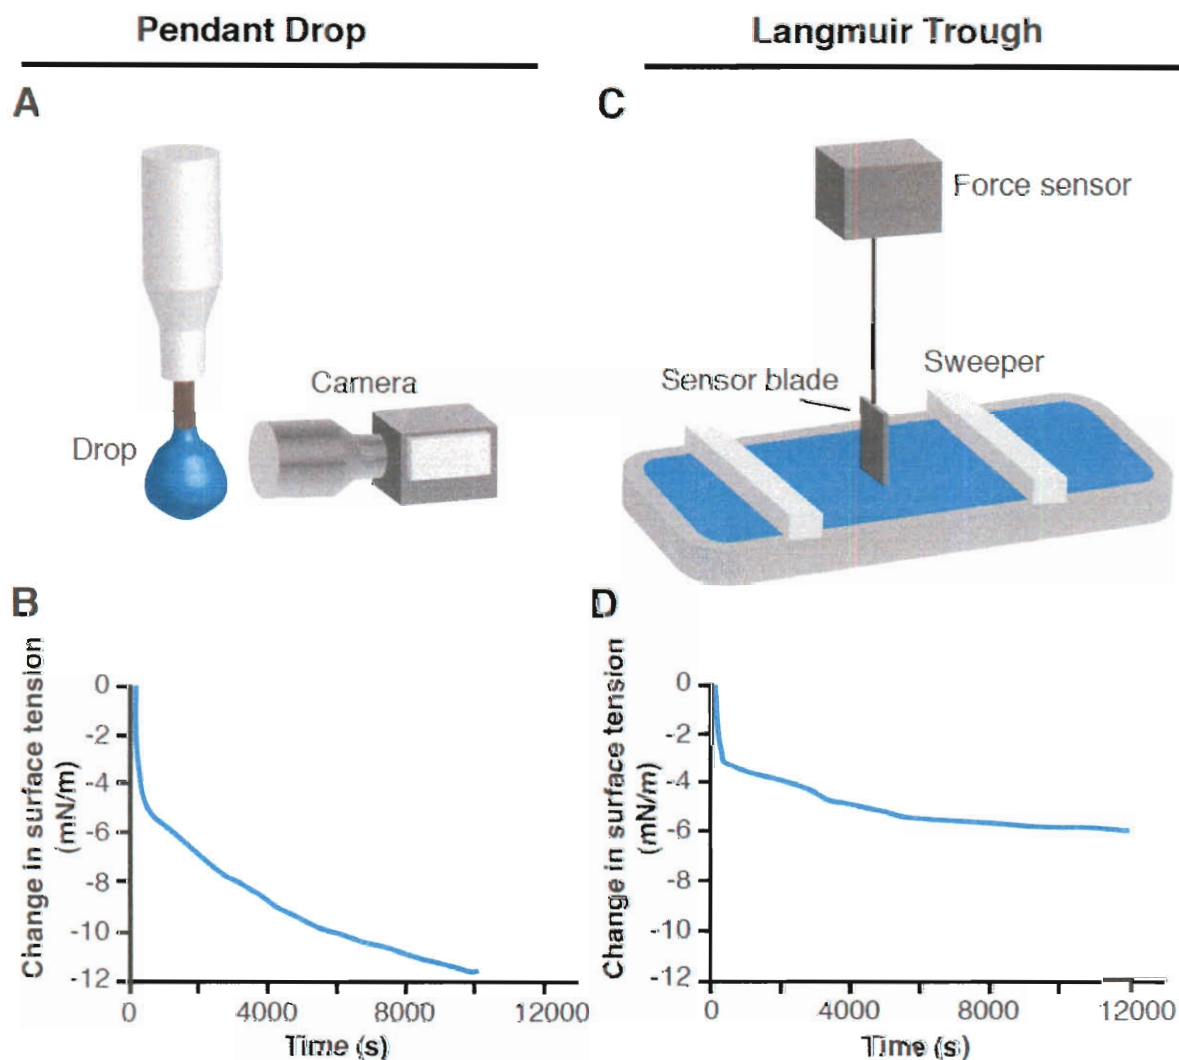 Pendant Drop
Langmuir Trough
A
C
Force sensor
Camera
Drop
Sensor blade
Sweeper
B
D
Change in surface tension
(mN/m)
0
-2
-4
-6
-8
-10
-12
0
4000
8000
12000
Time (s)
Change in surface tension
(mN/m)
0
-2
-4
-6
-8
-10
-12
0
4000
8000
12000
Time (s)